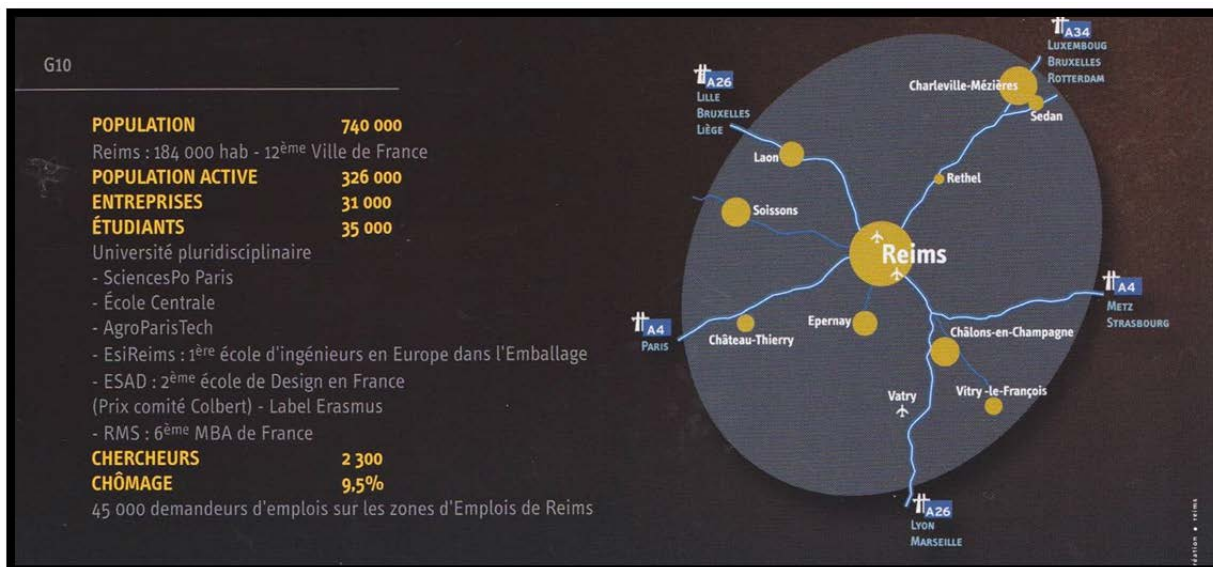 G10
POPULATION 740 000
Reims : 184 000 hab - 12ème Ville de France
POPULATION ACTIVE 326 000
ENTREPRISES 31 000
ÉTUDIANTS 35 000
Université pluridisciplinaire
- SciencesPo Paris
- École Centrale
- AgroParisTech
- EsiReims : 1ère école d'ingénieurs en Europe dans l'Emballage
- ESAD : 2ème école de Design en France
(Prix comité Colbert) - Label Erasmus
- RMS : 6ème MBA de France
CHERCHEURS 2 300
CHÔMAGE 9,5%
45 000 demandeurs d'emplois sur les zones d'Emplois de Reims
A34
LUXEMBOUG
BRUXELLES
ROTTERDAM
A26
LILLE
BRUXELLES
LIÈGE
Charleville-Mézières
Sedan
Laon
Rethel
Soissons
Reims
A4
METZ
STRASBOURG
A4
PARIS
Château-Thierry
Epernay
Châlons-en-Champagne
Vatry
Vitry -le-François
A26
LYON
MARSEILLE
reims